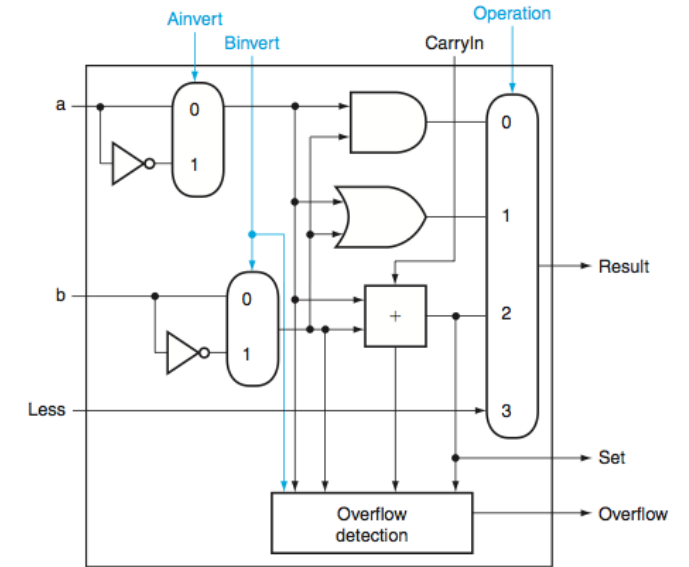 Ainvert
Operation
Binvert
CarryIn
a
0
1
0
1
b
0
1
+
2
Less
3
Set
Result
Overflow
detection
Overflow